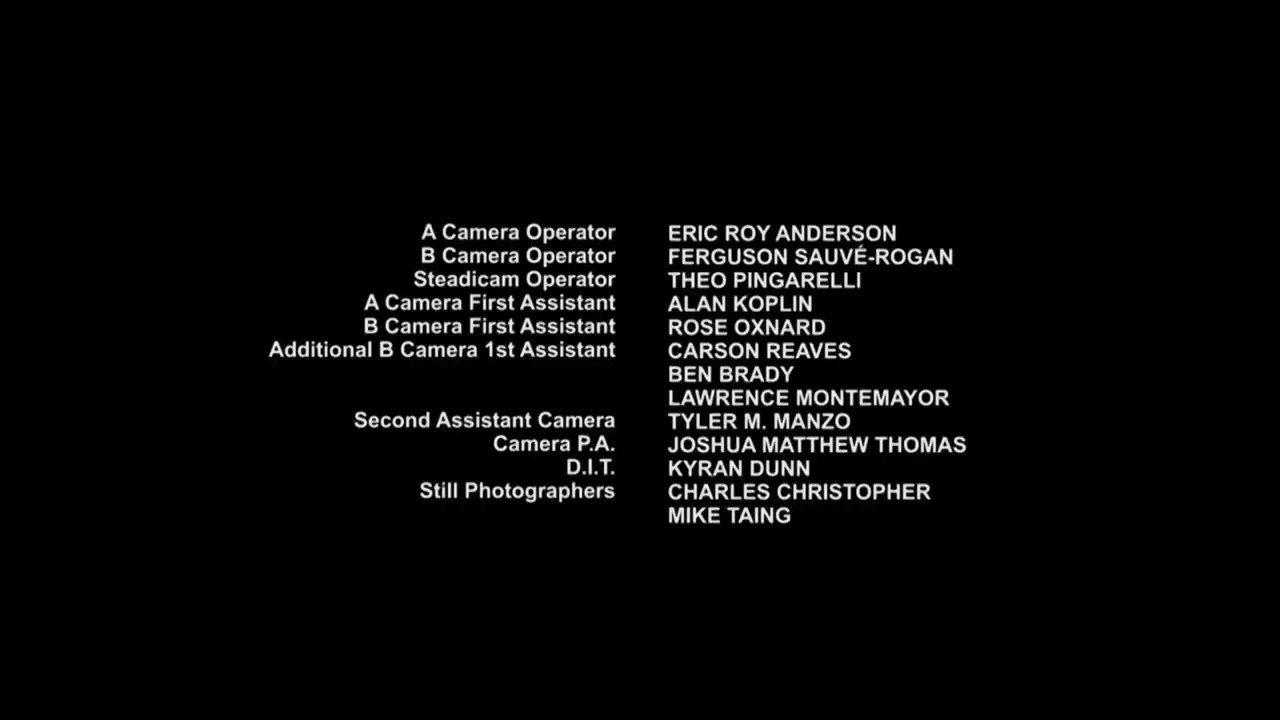 A Camera Operator ERIC ROY ANDERSON
B Camera Operator FERGUSON SAUVÉ-ROGAN
Steadicam Operator THEO PINGARELLI
A Camera First Assistant ALAN KOPLIN
B Camera First Assistant ROSE OXNARD
Additional B Camera 1st Assistant CARSON REAVES
BEN BRADY
LAWRENCE MONTEMAYOR
Second Assistant Camera TYLER M. MANZO
Camera P.A. JOSHUA MATTHEW THOMAS
D.I.T. KYRAN DUNN
Still Photographers CHARLES CHRISTOPHER
MIKE TAING